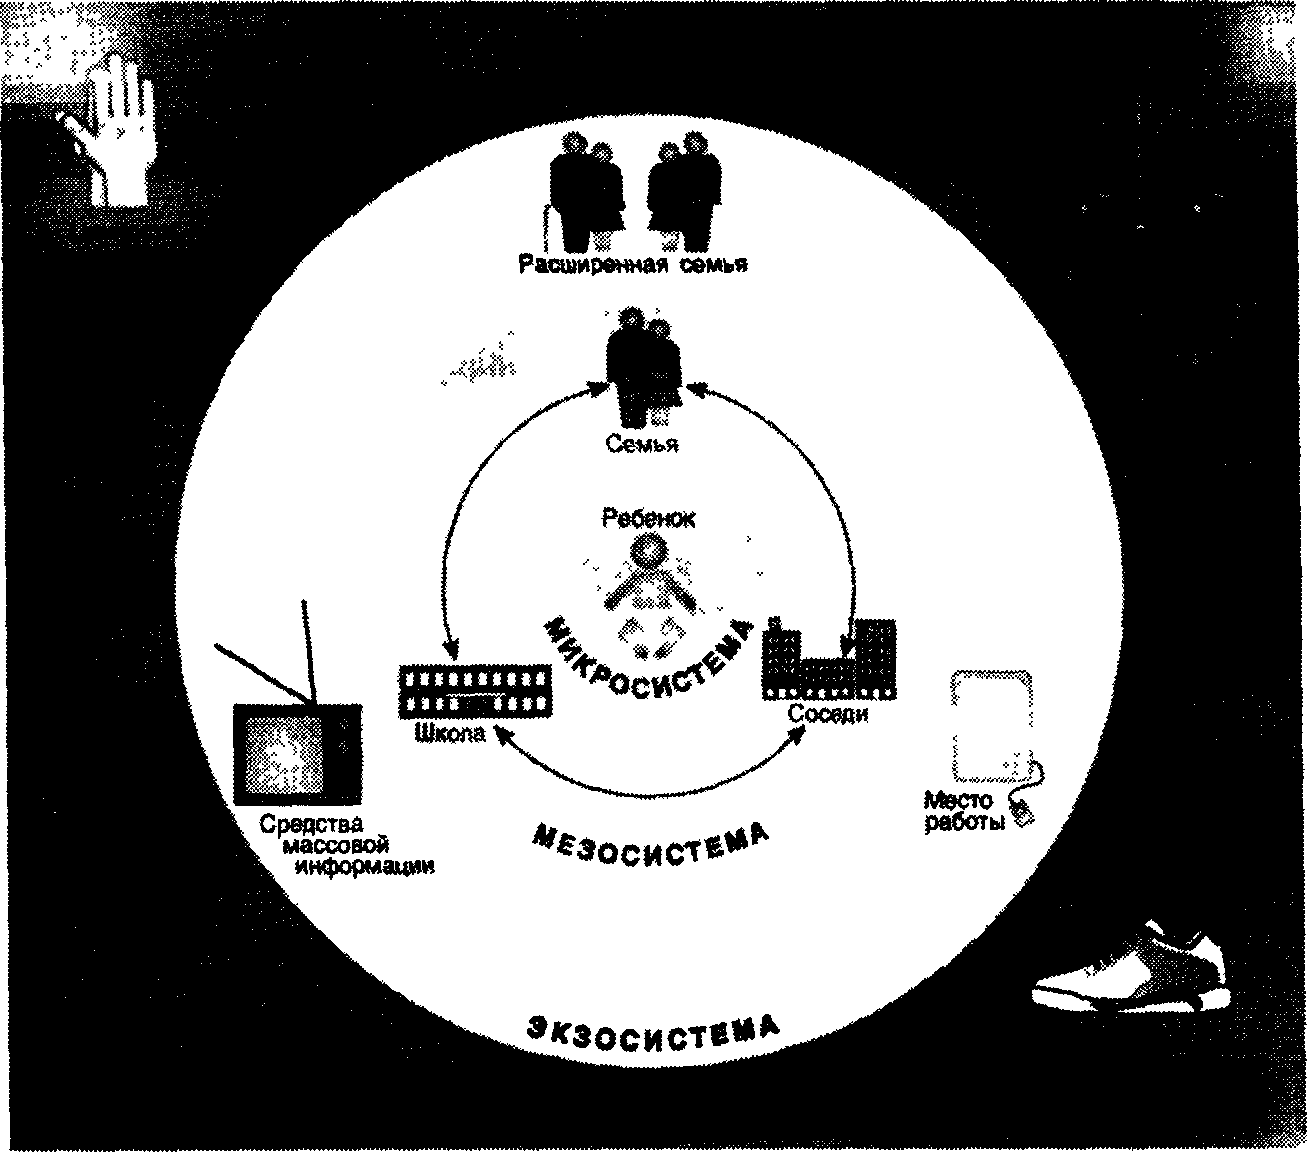 Расширенная семья
Семья
Ребенок
МИКРОСИСТЕМА
Школа
Соседи
Средства
массовой
информации
Место
работы
МЕЗОСИСТЕМА
ЭКЗОСИСТЕМА